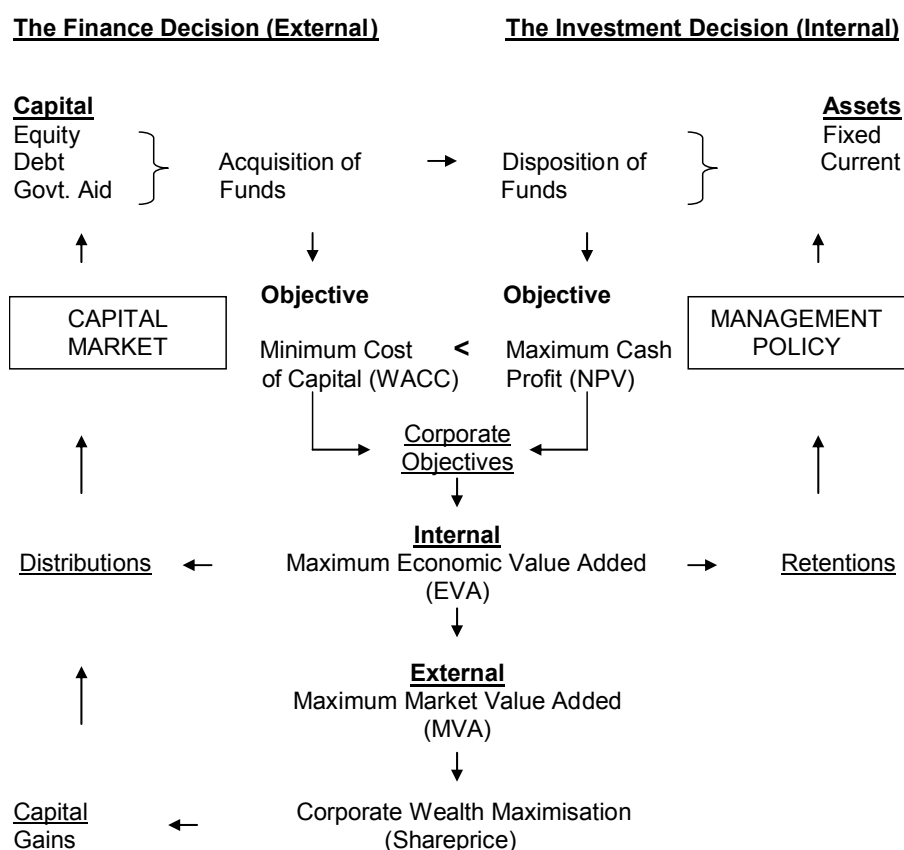 The Finance Decision (External)
The Investment Decision (Internal)
Capital
Equity
Debt
Govt. Aid
Acquisition of
Funds
Disposition of
Funds
Assets
Fixed
Current
Objective
Objective
CAPITAL
MARKET
Minimum Cost
of Capital (WACC)
<
Maximum Cash
Profit (NPV)
MANAGEMENT
POLICY
Corporate
Objectives
Internal
Distributions
Maximum Economic Value Added
(EVA)
Retentions
External
Maximum Market Value Added
(MVA)
Capital
Gains
Corporate Wealth Maximisation
(Shareprice)